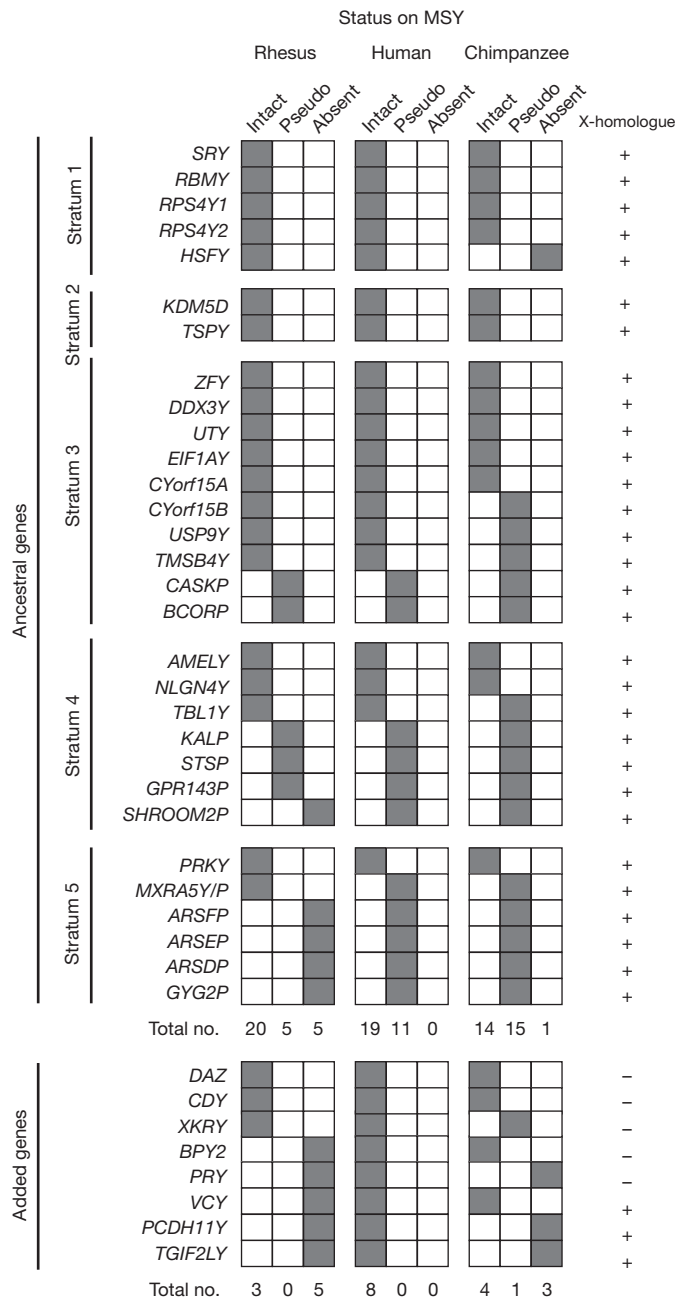 Status on MSY
Rhesus Human Chimpanzee
Intact Pseudo Absent Intact Pseudo Absent Intact Pseudo Absent X-homologue
Ancestral genes
Stratum 1
SRY +
RBMY +
RPS4Y1 +
RPS4Y2 +
HSFY +
Stratum 2
KDM5D +
TSPY +
Stratum 3
ZFY +
DDX3Y +
UTY +
EIF1AY +
CYorf15A +
CYorf15B +
USP9Y +
TMSB4Y +
CASKP +
BCORP +
Stratum 4
AMELY +
NLGN4Y +
TBL1Y +
KALP +
STSP +
GPR143P +
SHROOM2P +
Stratum 5
PRKY +
MXRA5Y/P +
ARSFP +
ARSEP +
ARSDP +
GYG2P +
Total no. 20 5 5 19 11 0 14 15 1
Added genes
DAZ –
CDY –
XKRY –
BPY2 –
PRY –
VCY +
PCDH11Y +
TGIF2LY +
Total no. 3 0 5 8 0 0 4 1 3